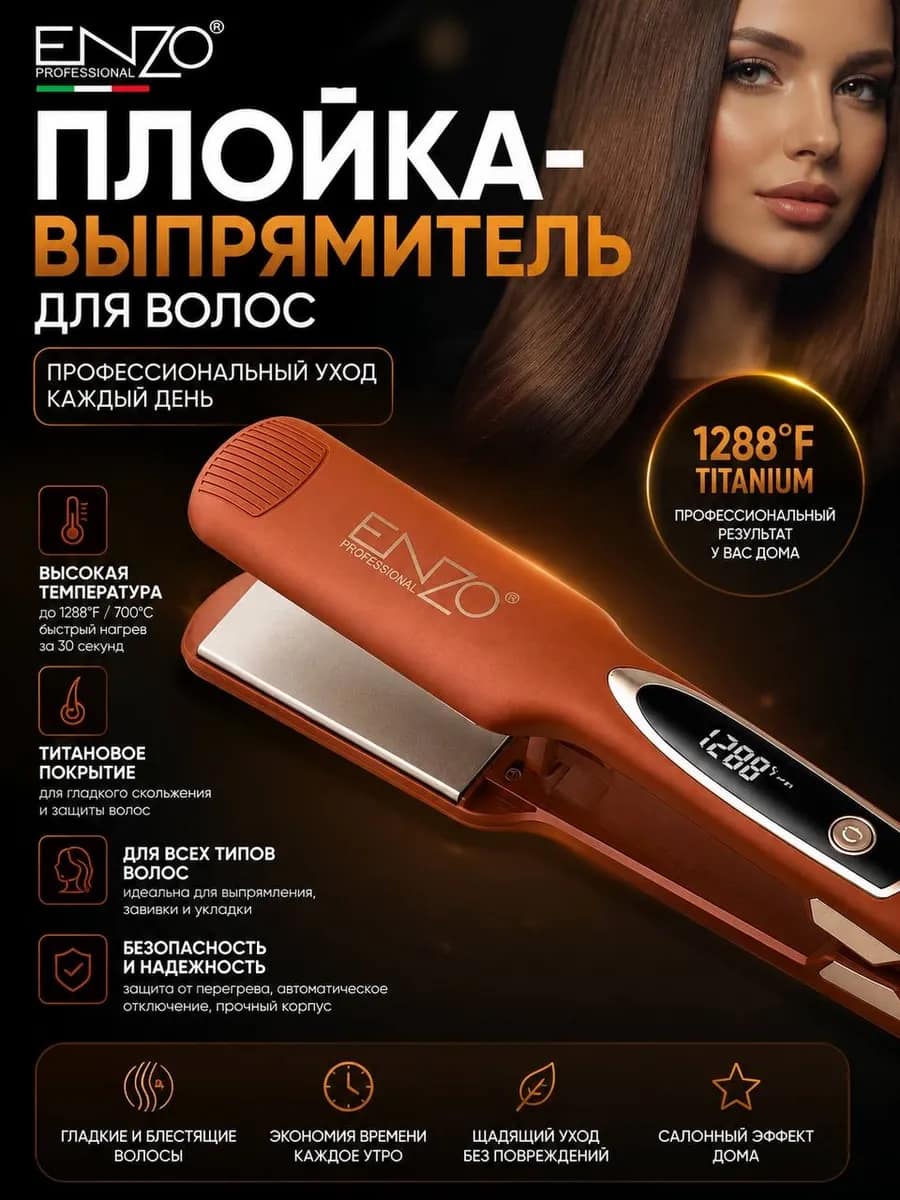 ENZO®
PROFESSIONAL
ПЛОЙКА-
ВЫПРЯМИТЕЛЬ
ДЛЯ ВОЛОС
ПРОФЕССИОНАЛЬНЫЙ УХОД
КАЖДЫЙ ДЕНЬ
1288°F
TITANIUM
ПРОФЕССИОНАЛЬНЫЙ
РЕЗУЛЬТАТ
У ВАС ДОМА
ENZO®
PROFESSIONAL
1288
ВЫСОКАЯ
ТЕМПЕРАТУРА
до 1288°F / 700°C
быстрый нагрев
за 30 секунд
ТИТАНОВОЕ
ПОКРЫТИЕ
для гладкого скольжения
и защиты волос
ДЛЯ ВСЕХ ТИПОВ
ВОЛОС
идеальна для выпрямления,
завивки и укладки
БЕЗОПАСНОСТЬ
И НАДЕЖНОСТЬ
защита от перегрева, автоматическое
отключение, прочный корпус
ГЛАДКИЕ И БЛЕСТЯЩИЕ
ВОЛОСЫ
ЭКОНОМИЯ ВРЕМЕНИ
КАЖДОЕ УТРО
ЩАДЯЩИЙ УХОД
БЕЗ ПОВРЕЖДЕНИЙ
САЛОННЫЙ ЭФФЕКТ
ДОМА